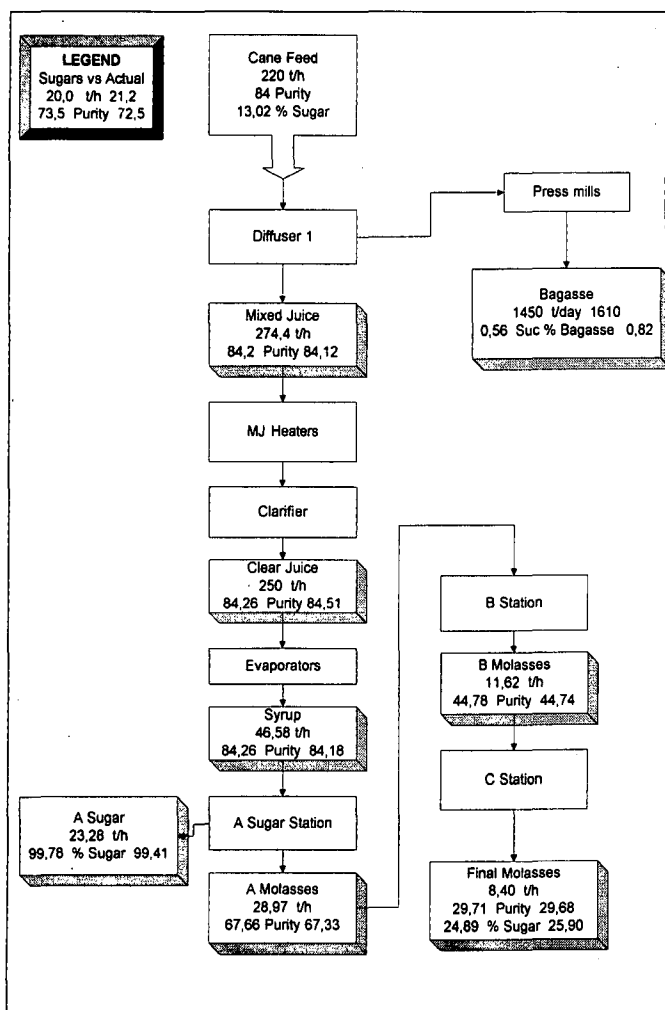 LEGEND
Sugars vs Actual
20,0 t/h 21,2
73,5 Purity 72,5
Cane Feed
220 t/h
84 Purity
13,02 % Sugar
Diffuser 1
Press mills
Bagasse
1450 t/day 1610
0,56 Suc % Bagasse 0,82
Mixed Juice
274,4 t/h
84,2 Purity 84,12
MJ Heaters
Clarifier
Clear Juice
250 t/h
84,26 Purity 84,51
Evaporators
Syrup
46,58 t/h
84,26 Purity 84,18
A Sugar Station
A Sugar
23,28 t/h
99,78 % Sugar 99,41
A Molasses
28,97 t/h
67,66 Purity 67,33
B Station
B Molasses
11,62 t/h
44,78 Purity 44,74
C Station
Final Molasses
8,40 t/h
29,71 Purity 29,68
24,89 % Sugar 25,90